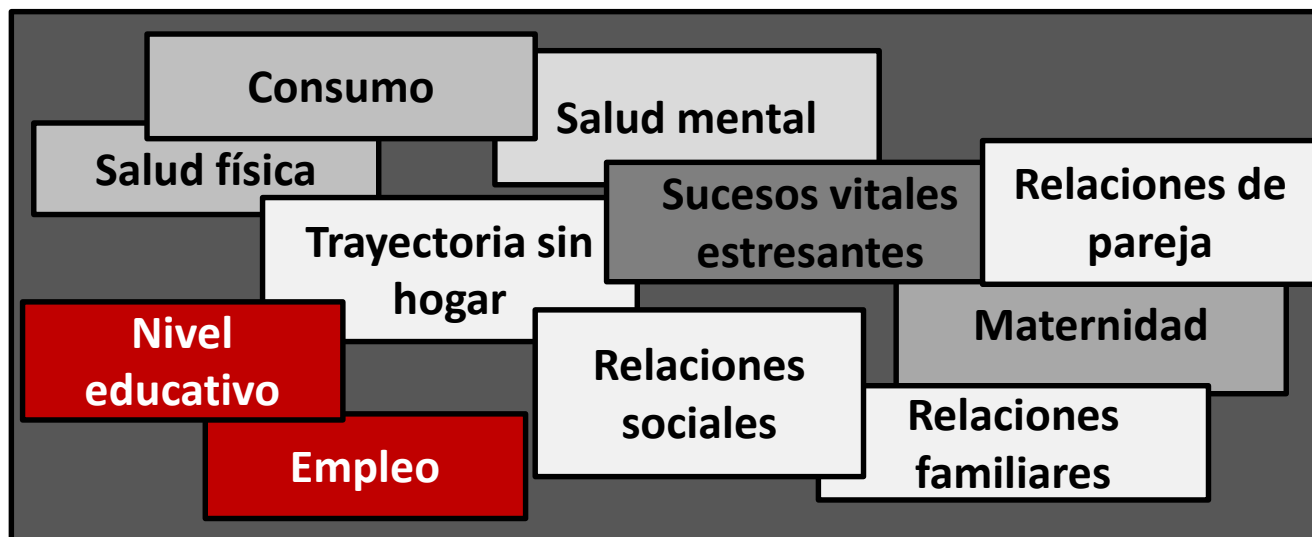 Consumo
Salud mental
Salud física
Sucesos vitales
estresantes
Relaciones de
pareja
Trayectoria sin
hogar
Maternidad
Nivel
educativo
Relaciones
sociales
Relaciones
familiares
Empleo